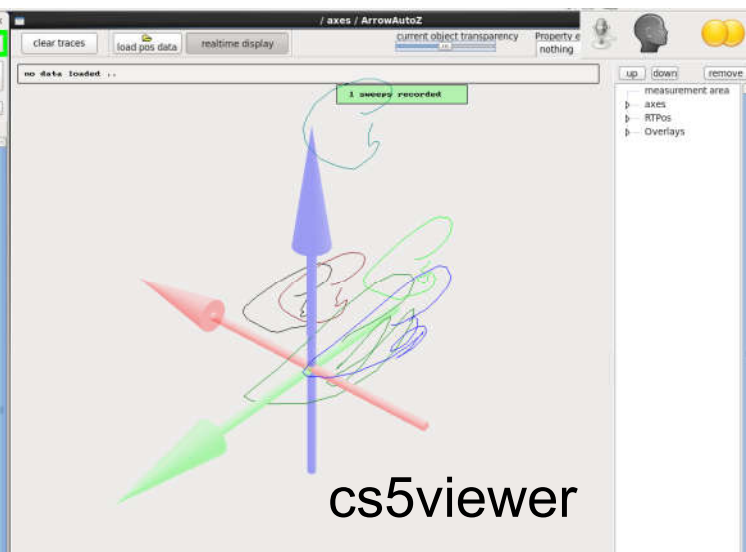 / axes / ArrowAutoZ
clear traces
load pos data
realtime display
current object transparency
Property e
nothing
no data loaded ..
1 sweeps recorded
up
down
remove
measurement area
axes
RTPos
Overlays
cs5viewer